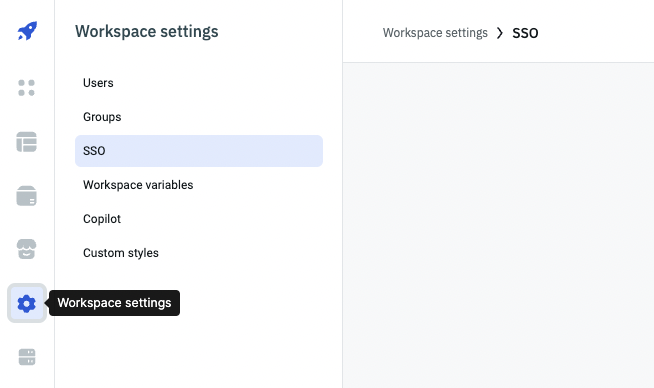 Workspace settings
Workspace settings > SSO
Users
Groups
SSO
Workspace variables
Copilot
Custom styles
Workspace settings